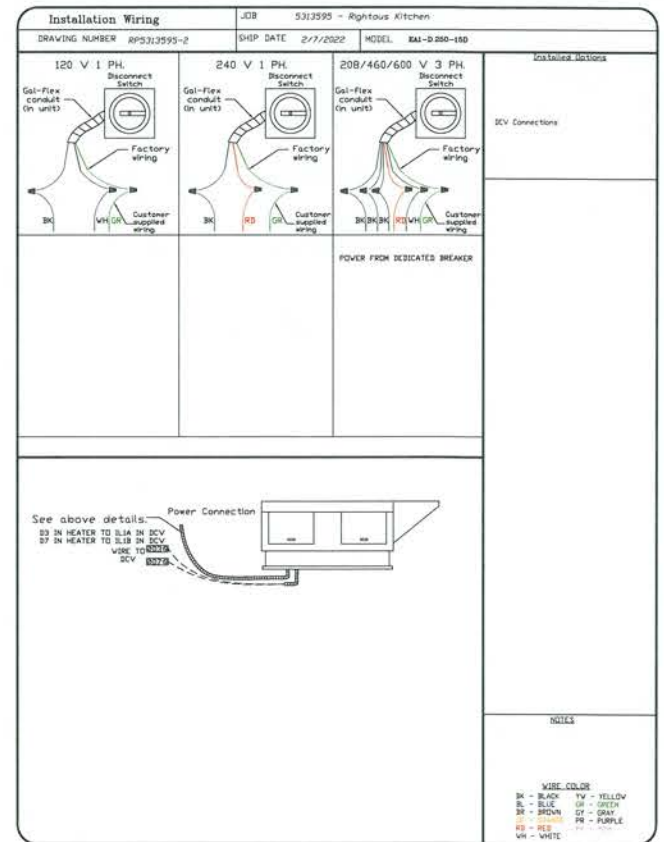 Installation Wiring
JOB 5313595 - Rightous Kitchen
DRAWING NUMBER RP5313595-2
SHIP DATE 2/7/2022
MODEL EA1-D.250-15D
120 V 1 PH.
Disconnect
Switch
Gal-flex
conduit
(in unit)
Factory
wiring
BK
WH
GR
Customer
supplied
wiring
240 V 1 PH.
Disconnect
Switch
Gal-flex
conduit
(in unit)
Factory
wiring
BK
RD
GR
Customer
supplied
wiring
208/460/600 V 3 PH.
Disconnect
Switch
Gal-flex
conduit
(in unit)
Factory
wiring
BK BK BK RD WH GR
Customer
supplied
wiring
POWER FROM DEDICATED BREAKER
Installed Options
DCV Connections
See above details.
Power Connection
D3 IN HEATER TO IL1A IN DCV
D7 IN HEATER TO IL1B IN DCV
WIRE TO
DCV
NOTES
WIRE COLOR
BK - BLACK YW - YELLOW
BL - BLUE GR - GREEN
BR - BROWN GY - GRAY
PR - PURPLE
RD - RED
WH - WHITE